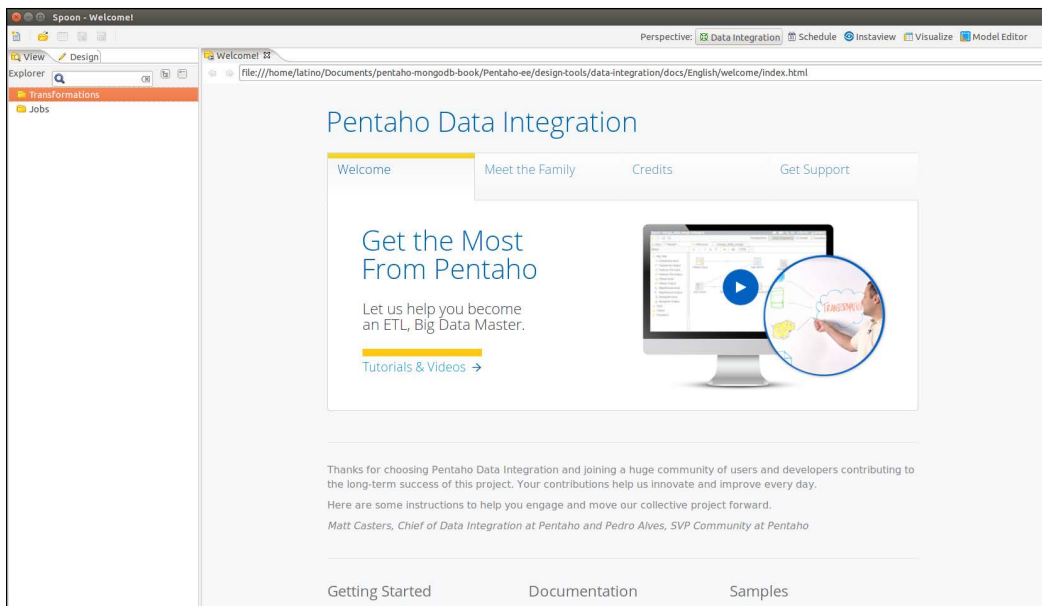 Spoon - Welcome!
Perspective: Data Integration Schedule Instaview Visualize Model Editor
View Design
Welcome!
Explorer
file:///home/latino/Documents/pentaho-mongodb-book/Pentaho-ee/design-tools/data-integration/docs/English/welcome/index.html
Transformations
Jobs
Pentaho Data Integration
Welcome Meet the Family Credits Get Support
Get the Most
From Pentaho
Let us help you become
an ETL, Big Data Master.
Tutorials & Videos →
Thanks for choosing Pentaho Data Integration and joining a huge community of users and developers contributing to
the long-term success of this project. Your contributions help us innovate and improve every day.
Here are some instructions to help you engage and move our collective project forward.
Matt Casters, Chief of Data Integration at Pentaho and Pedro Alves, SVP Community at Pentaho
Getting Started Documentation Samples